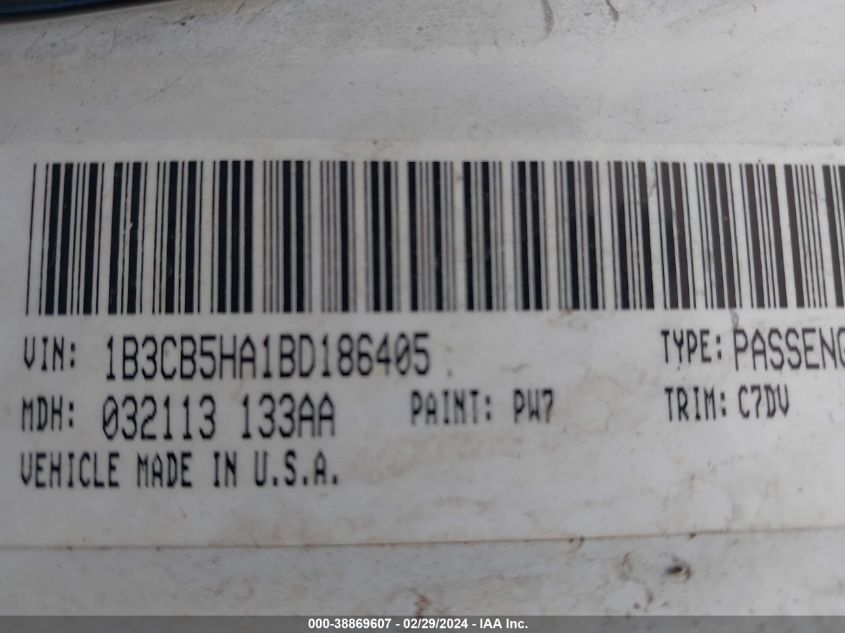 VIN: 1B3CB5HA1BD186405 TYPE: PASSENG
MDH: 032113 133AA PAINT: PW7 TRIM: C7DV
VEHICLE MADE IN U.S.A.
000-38869607 - 02/29/2024 - IAA Inc.